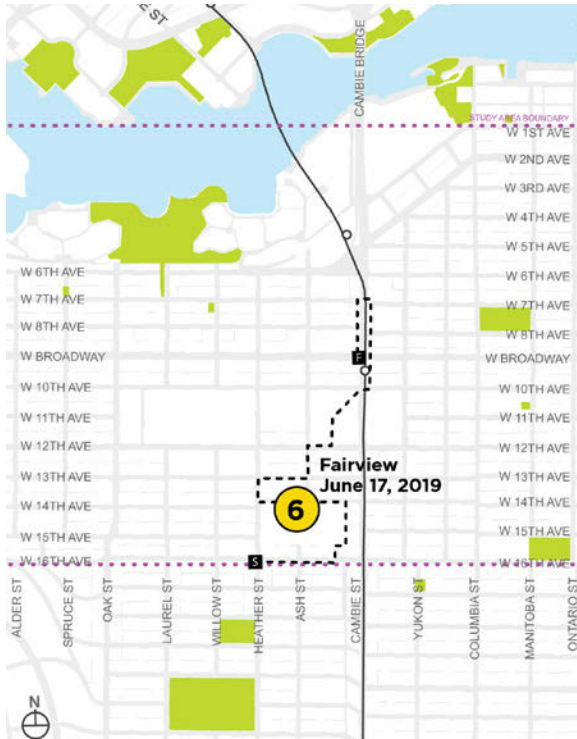 E ST
CAMBIE BRIDGE
STUDY AREA BOUNDARY
W 1ST AVE
W 2ND AVE
W 3RD AVE
W 4TH AVE
W 5TH AVE
W 6TH AVE
W 7TH AVE
W 8TH AVE
W BROADWAY
W 10TH AVE
W 11TH AVE
W 12TH AVE
W 13TH AVE
W 14TH AVE
W 15TH AVE
W 16TH AVE
W 6TH AVE
W 7TH AVE
W 8TH AVE
W BROADWAY
W 10TH AVE
W 11TH AVE
W 12TH AVE
W 13TH AVE
W 14TH AVE
W 15TH AVE
W 16TH AVE
F
Fairview
June 17, 2019
6
S
ALDER ST
SPRUCE ST
OAK ST
LAUREL ST
WILLOW ST
HEATHER ST
ASH ST
CAMBIE ST
YUKON ST
COLUMBIA ST
MANITOBA ST
ONTARIO ST
N